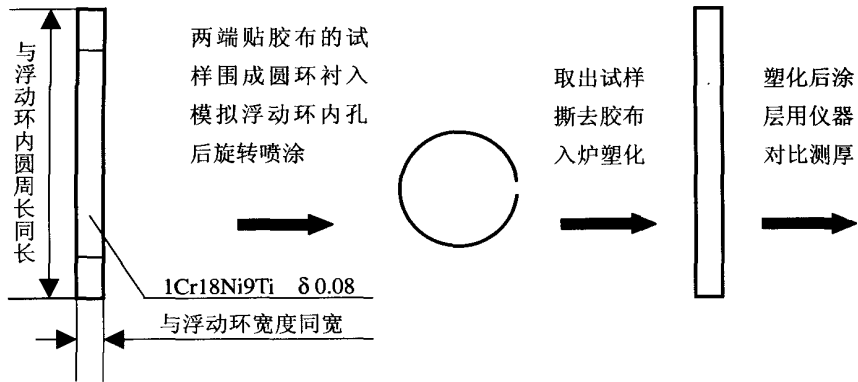 与浮动环内圆周长同长
两端贴胶布的试
样围成圆环衬入
模拟浮动环内孔
后旋转喷涂
1Cr18Ni9Ti δ0.08
与浮动环宽度同宽
取出试样
撕去胶布
入炉塑化
塑化后涂
层用仪器
对比测厚